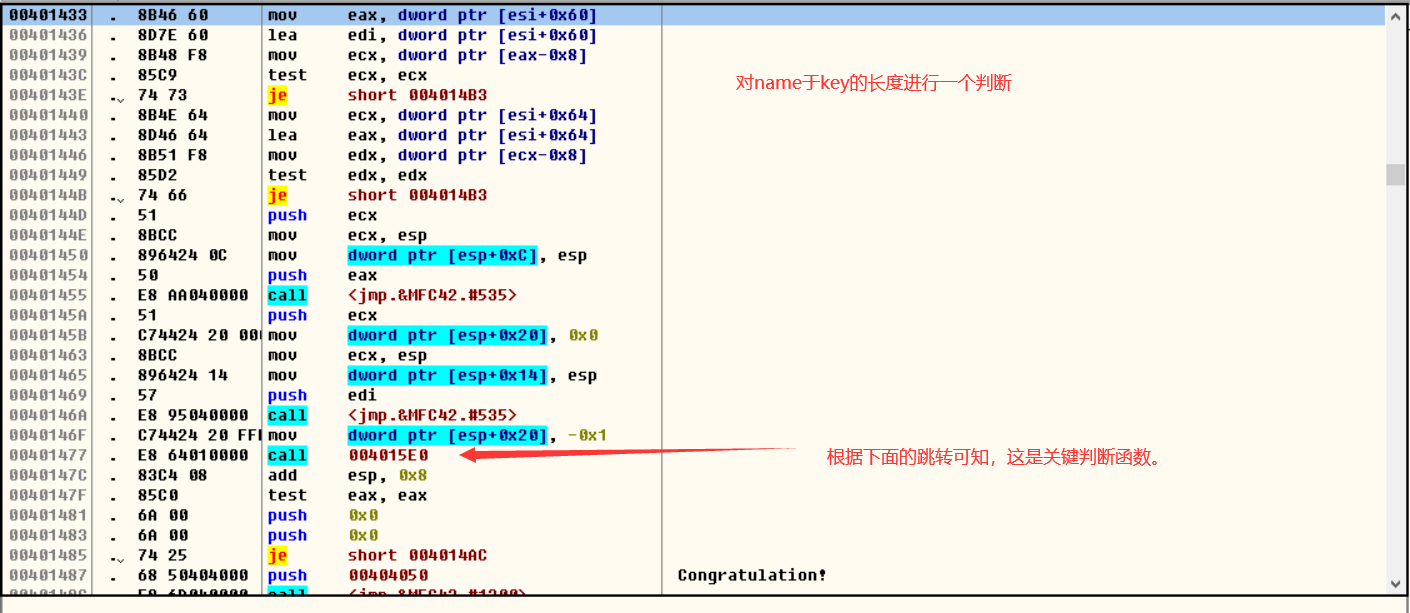 00401433 . 8B46 60 mov eax, dword ptr [esi+0x60]
00401436 . 8D7E 60 lea edi, dword ptr [esi+0x60]
00401439 . 8B48 F8 mov ecx, dword ptr [eax-0x8]
0040143C . 85C9 test ecx, ecx
对name于key的长度进行一个判断
0040143E . 74 73 je short 004014B3
00401440 . 8B4E 64 mov ecx, dword ptr [esi+0x64]
00401443 . 8D46 64 lea eax, dword ptr [esi+0x64]
00401446 . 8B51 F8 mov edx, dword ptr [ecx-0x8]
00401449 . 85D2 test edx, edx
0040144B . 74 66 je short 004014B3
0040144D . 51 push ecx
0040144E . 8BCC mov ecx, esp
00401450 . 896424 0C mov dword ptr [esp+0xC], esp
00401454 . 50 push eax
00401455 . E8 AA040000 call <jmp.&MFC42.#535>
0040145A . 51 push ecx
0040145B . C74424 20 00 mov dword ptr [esp+0x20], 0x0
00401463 . 8BCC mov ecx, esp
00401465 . 896424 14 mov dword ptr [esp+0x14], esp
00401469 . 57 push edi
0040146A . E8 95040000 call <jmp.&MFC42.#535>
0040146F . C74424 20 FF mov dword ptr [esp+0x20], -0x1
00401477 . E8 64010000 call 004015E0
根据下面的跳转可知，这是关键判断函数。
0040147C . 83C4 08 add esp, 0x8
0040147F . 85C0 test eax, eax
00401481 . 6A 00 push 0x0
00401483 . 6A 00 push 0x0
00401485 . 74 25 je short 004014AC
00401487 . 68 50404000 push 00404050 Congratulation!